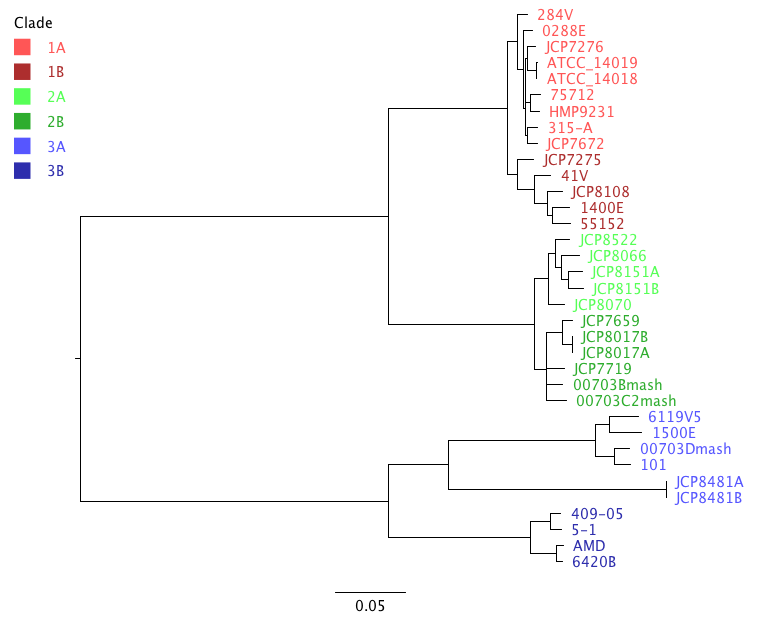 Clade
1A
1B
2A
2B
3A
3B
284V
0288E
JCP7276
ATCC_14019
ATCC_14018
75712
HMP9231
315-A
JCP7672
JCP7275
41V
JCP8108
1400E
55152
JCP8522
JCP8066
JCP8151A
JCP8151B
JCP8070
JCP7659
JCP8017B
JCP8017A
JCP7719
00703Bmash
00703C2mash
6119V5
1500E
00703Dmash
101
JCP8481A
JCP8481B
409-05
5-1
AMD
6420B
0.05